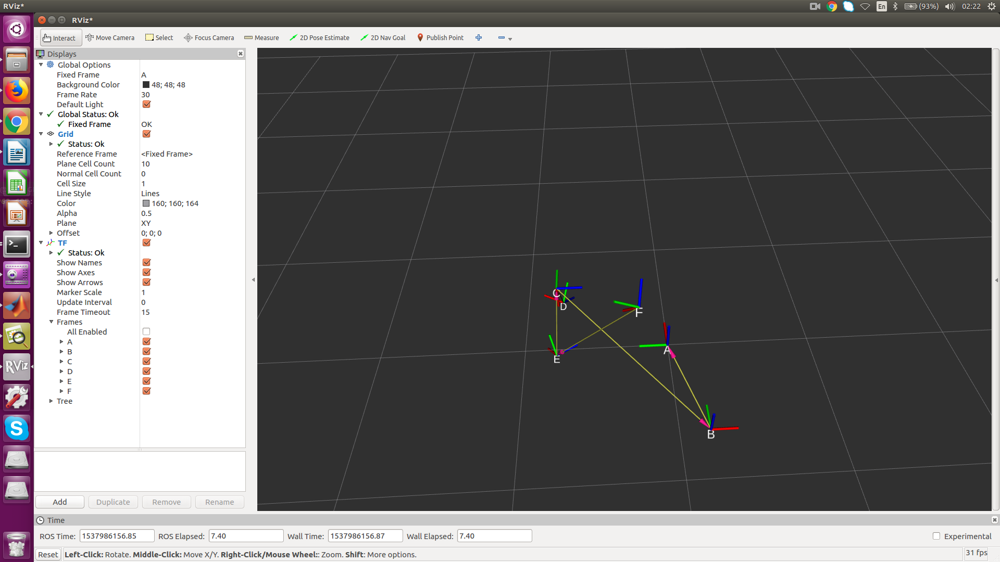 RViz*
En
(93%)
02:22
RViz*
Interact
Move Camera
Select
Focus Camera
Measure
2D Pose Estimate
2D Nav Goal
Publish Point
Displays
Global Options
Fixed Frame A
Background Color 48; 48; 48
Frame Rate 30
Default Light
Global Status: Ok
Fixed Frame OK
Grid
Status: Ok
Reference Frame <Fixed Frame>
Plane Cell Count 10
Normal Cell Count 0
Cell Size 1
Line Style Lines
Color 160; 160; 164
Alpha 0.5
Plane XY
Offset 0; 0; 0
TF
Status: Ok
Show Names
Show Axes
Show Arrows
Marker Scale 1
Update Interval 0
Frame Timeout 15
Frames
All Enabled
A
B
C
D
E
F
Tree
C
D
F
A
E
B
RViz
S
Add
Duplicate
Remove
Rename
Time
ROS Time: 1537986156.85 ROS Elapsed: 7.40 Wall Time: 1537986156.87 Wall Elapsed: 7.40 Experimental
Reset Left-Click: Rotate. Middle-Click: Move X/Y. Right-Click/Mouse Wheel:: Zoom. Shift: More options. 31 fps